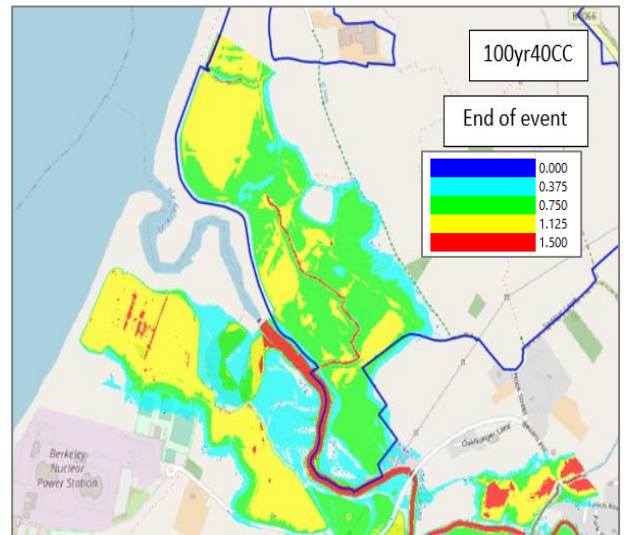 B4066
100yr40CC
End of event
0.000
0.375
0.750
1.125
1.500
Oakhunger Lane
Berkeley
Nuclear
Power Station